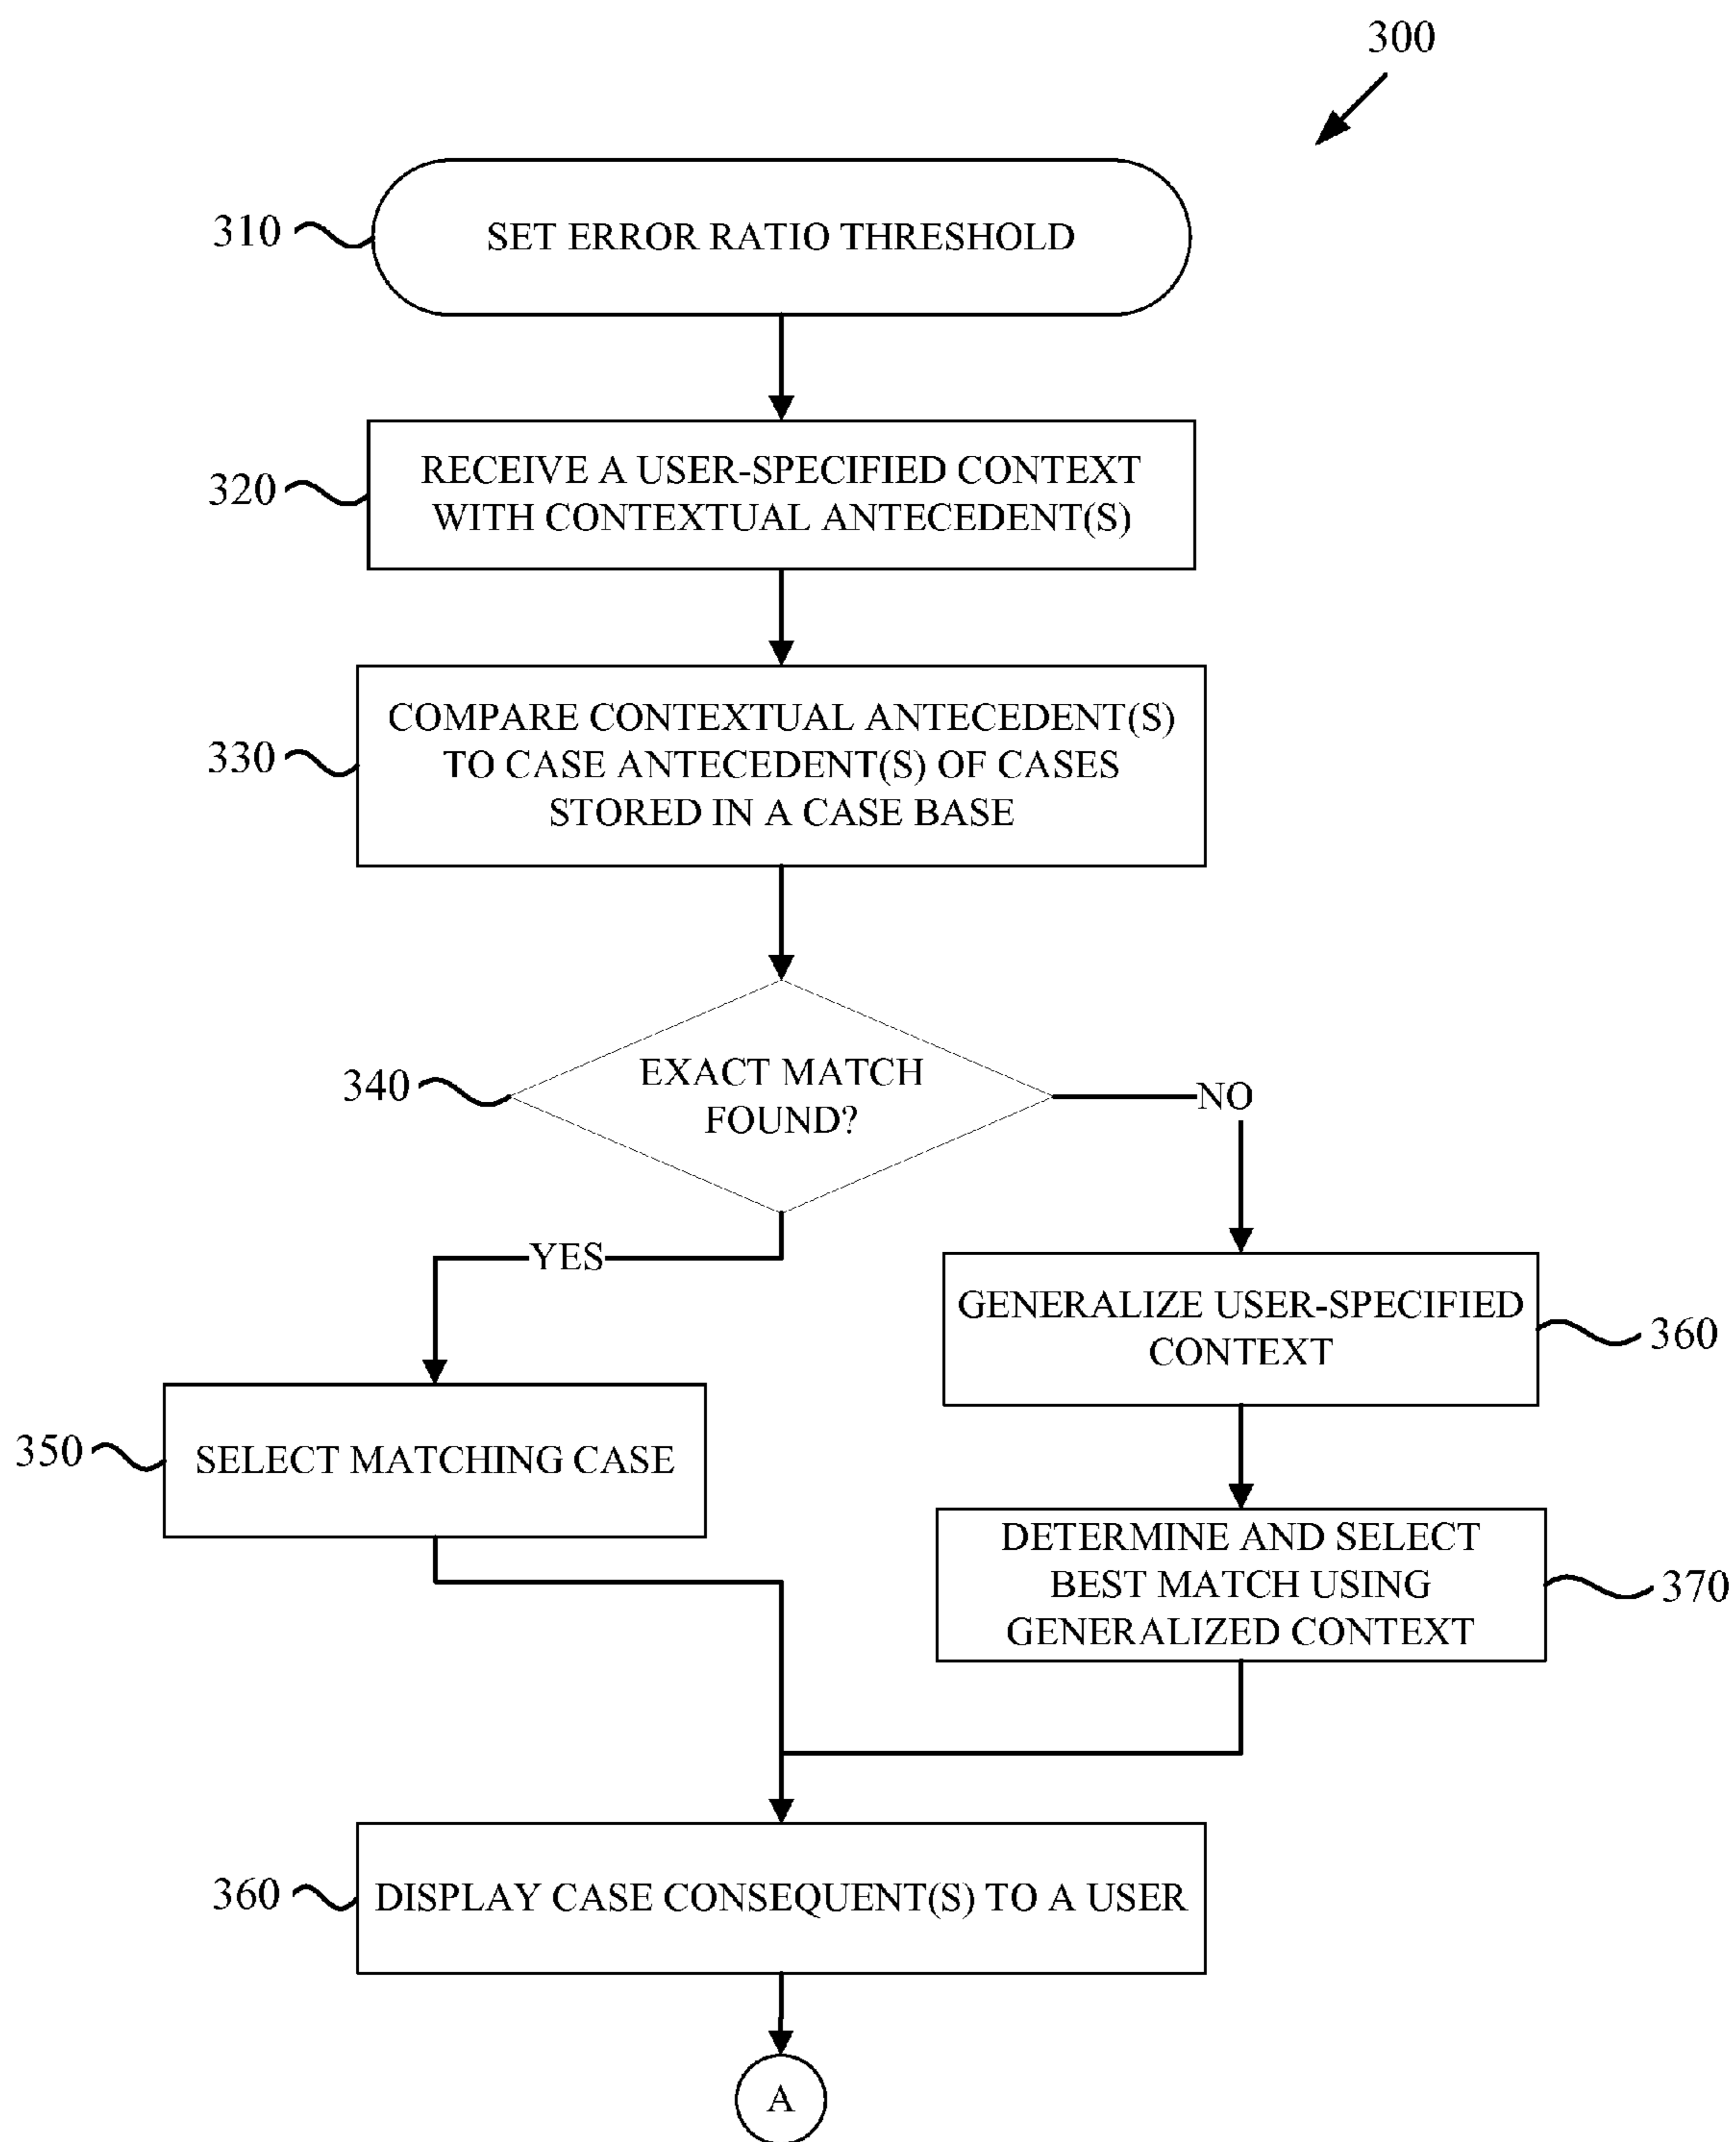 300
310
SET ERROR RATIO THRESHOLD
320
RECEIVE A USER-SPECIFIED CONTEXT
WITH CONTEXTUAL ANTECEDENT(S)
330
COMPARE CONTEXTUAL ANTECEDENT(S)
TO CASE ANTECEDENT(S) OF CASES
STORED IN A CASE BASE
340
EXACT MATCH
FOUND?
NO
YES
GENERALIZE USER-SPECIFIED
CONTEXT
360
350
SELECT MATCHING CASE
DETERMINE AND SELECT
BEST MATCH USING
GENERALIZED CONTEXT
370
360
DISPLAY CASE CONSEQUENT(S) TO A USER
A